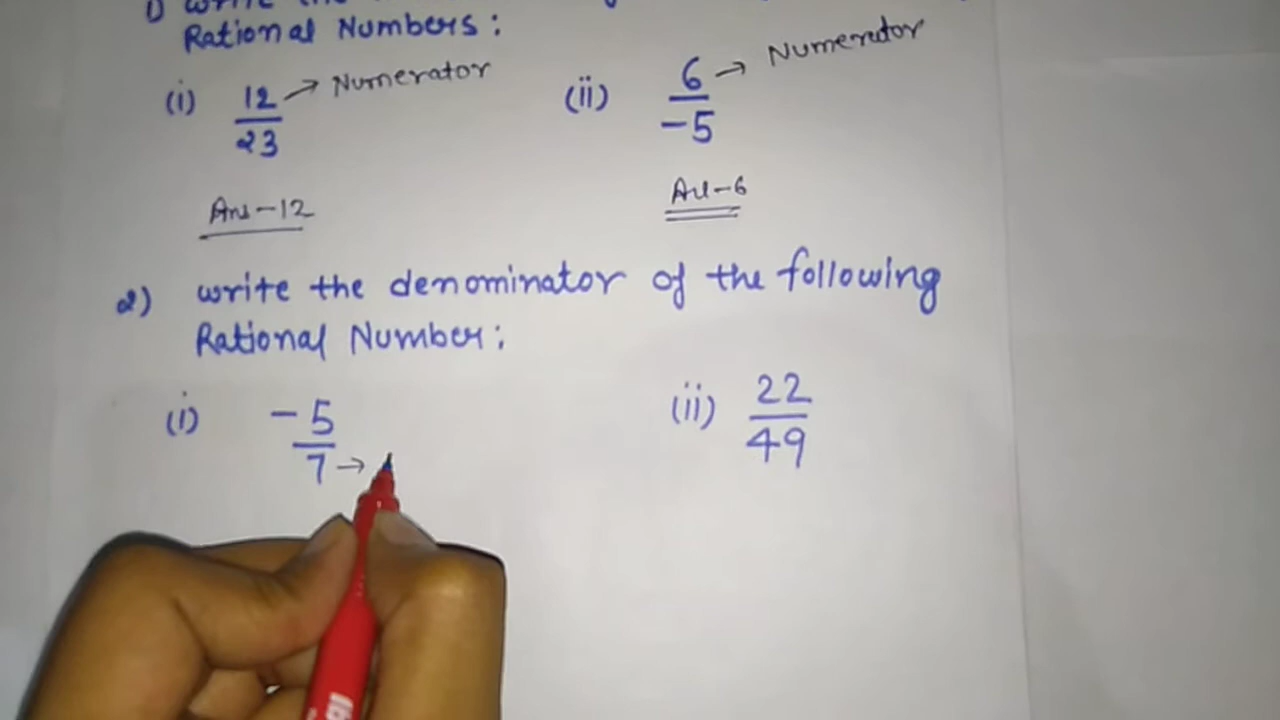 Rational Numbers:
(i) 12/23 → Numerator
(ii) 6/-5 → Numerator
Ans-12
Au-6
2) write the denominator of the following
Rational Number:
(i) -5/7 →
(ii) 22/49